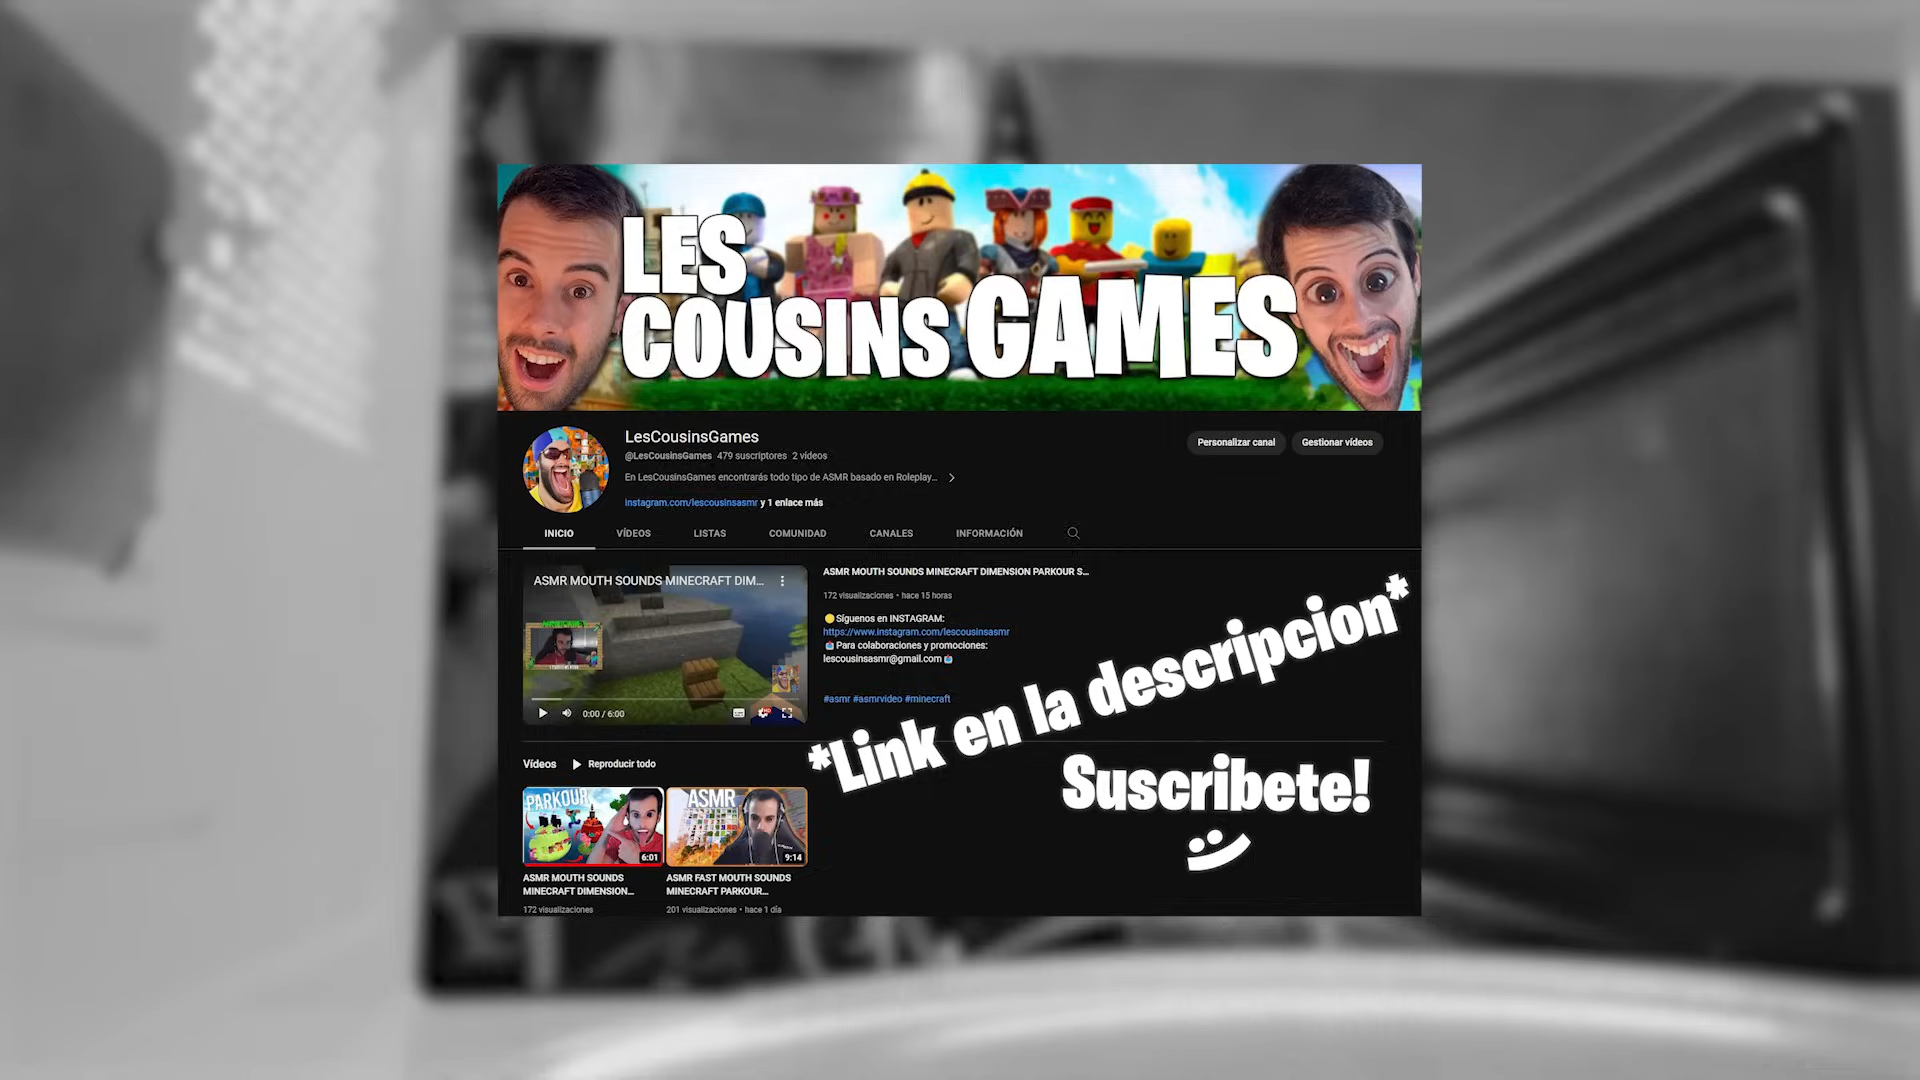 LES
COUSINS GAMES
LesCousinsGames
@LesCousinsGames 479 suscriptores 2 vídeos
En LesCousinsGames encontrarás todo tipo de ASMR basado en Roleplay...
instagram.com/lescousinsasmr y 1 enlace más
Personalizar canal
Gestionar vídeos
INICIO VÍDEOS LISTAS COMUNIDAD CANALES INFORMACIÓN
ASMR MOUTH SOUNDS MINECRAFT DIM...
0:00 / 6:00
ASMR MOUTH SOUNDS MINECRAFT DIMENSION PARKOUR S...
172 visualizaciones • hace 15 horas
Síguenos en INSTAGRAM:
https://www.instagram.com/lescousinsasmr
Para colaboraciones y promociones:
lescousinsasmr@gmail.com
#asmr #asmrvideo #minecraft
*Link en la descripcion*
Suscribete!
Vídeos Reproducir todo
PARKOUR
6:01
ASMR
9:14
ASMR MOUTH SOUNDS
MINECRAFT DIMENSION...
172 visualizaciones
ASMR FAST MOUTH SOUNDS
MINECRAFT PARKOUR...
201 visualizaciones • hace 1 día